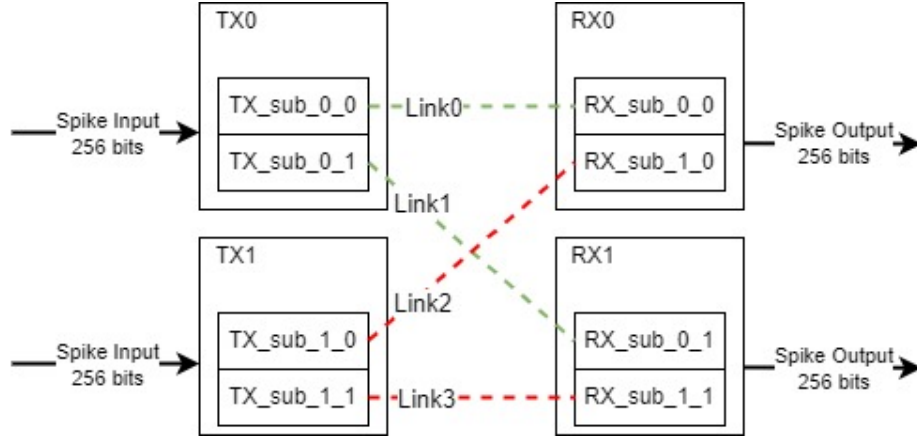 TX0
RX0
TX_sub_0_0
Link0
RX_sub_0_0
Spike Input
256 bits
TX_sub_0_1
RX_sub_1_0
Spike Output
256 bits
Link1
TX1
RX1
Link2
TX_sub_1_0
RX_sub_0_1
Spike Input
256 bits
TX_sub_1_1
Link3
RX_sub_1_1
Spike Output
256 bits